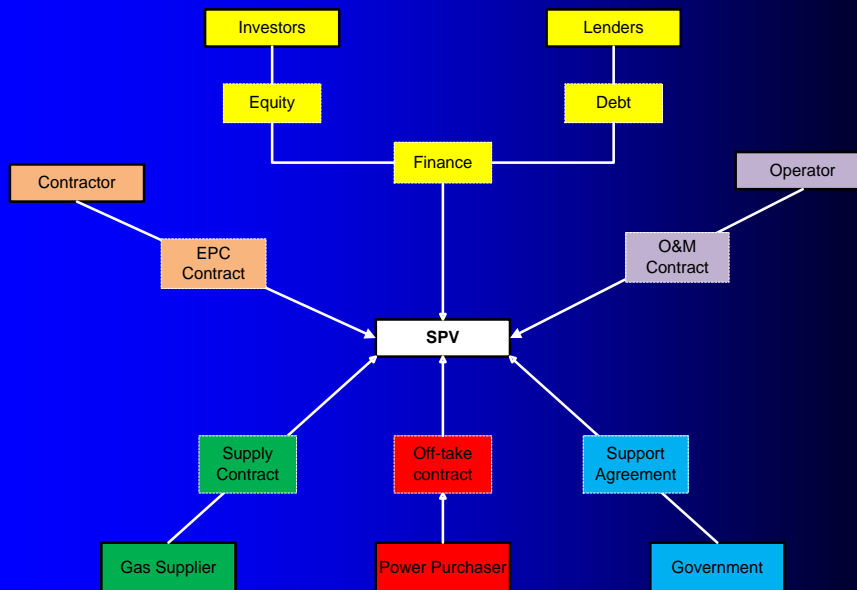 Investors
Lenders
Equity
Debt
Finance
Contractor
Operator
EPC
Contract
O&M
Contract
SPV
Supply
Contract
Off-take
contract
Support
Agreement
Gas Supplier
Power Purchaser
Government